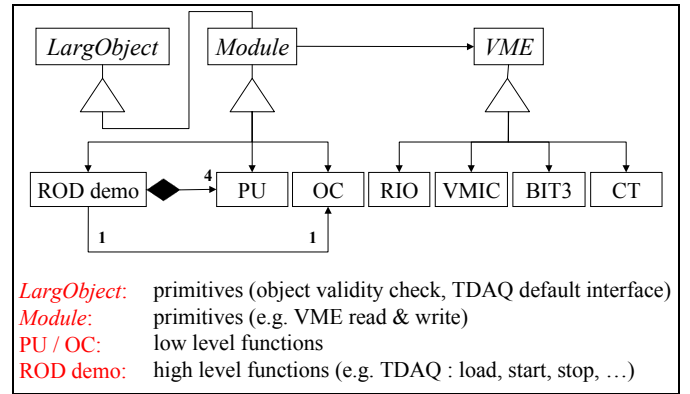 LargObject Module VME
4
ROD demo PU OC RIO VMIC BIT3 CT
1 1
LargObject: primitives (object validity check, TDAQ default interface)
Module: primitives (e.g. VME read & write)
PU / OC: low level functions
ROD demo: high level functions (e.g. TDAQ : load, start, stop, …)